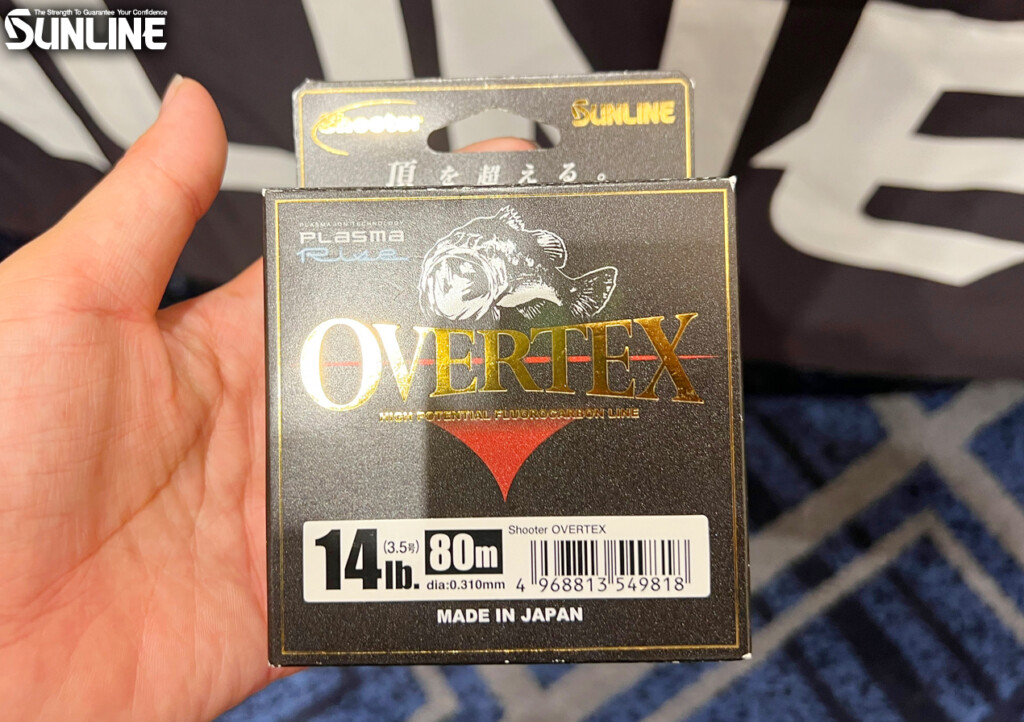 The Strength To Guarantee Your Confidence
SUNLINE
Shooter
SUNLINE
頂を超える。
PLASMA ION TECHNOLOGY
PLASMA
Rise
OVERTEX
HIGH POTENTIAL FLUOROCARBON LINE
14lb.
(3.5号)
80m
dia:0.310mm
Shooter OVERTEX
4 968813 549818
MADE IN JAPAN